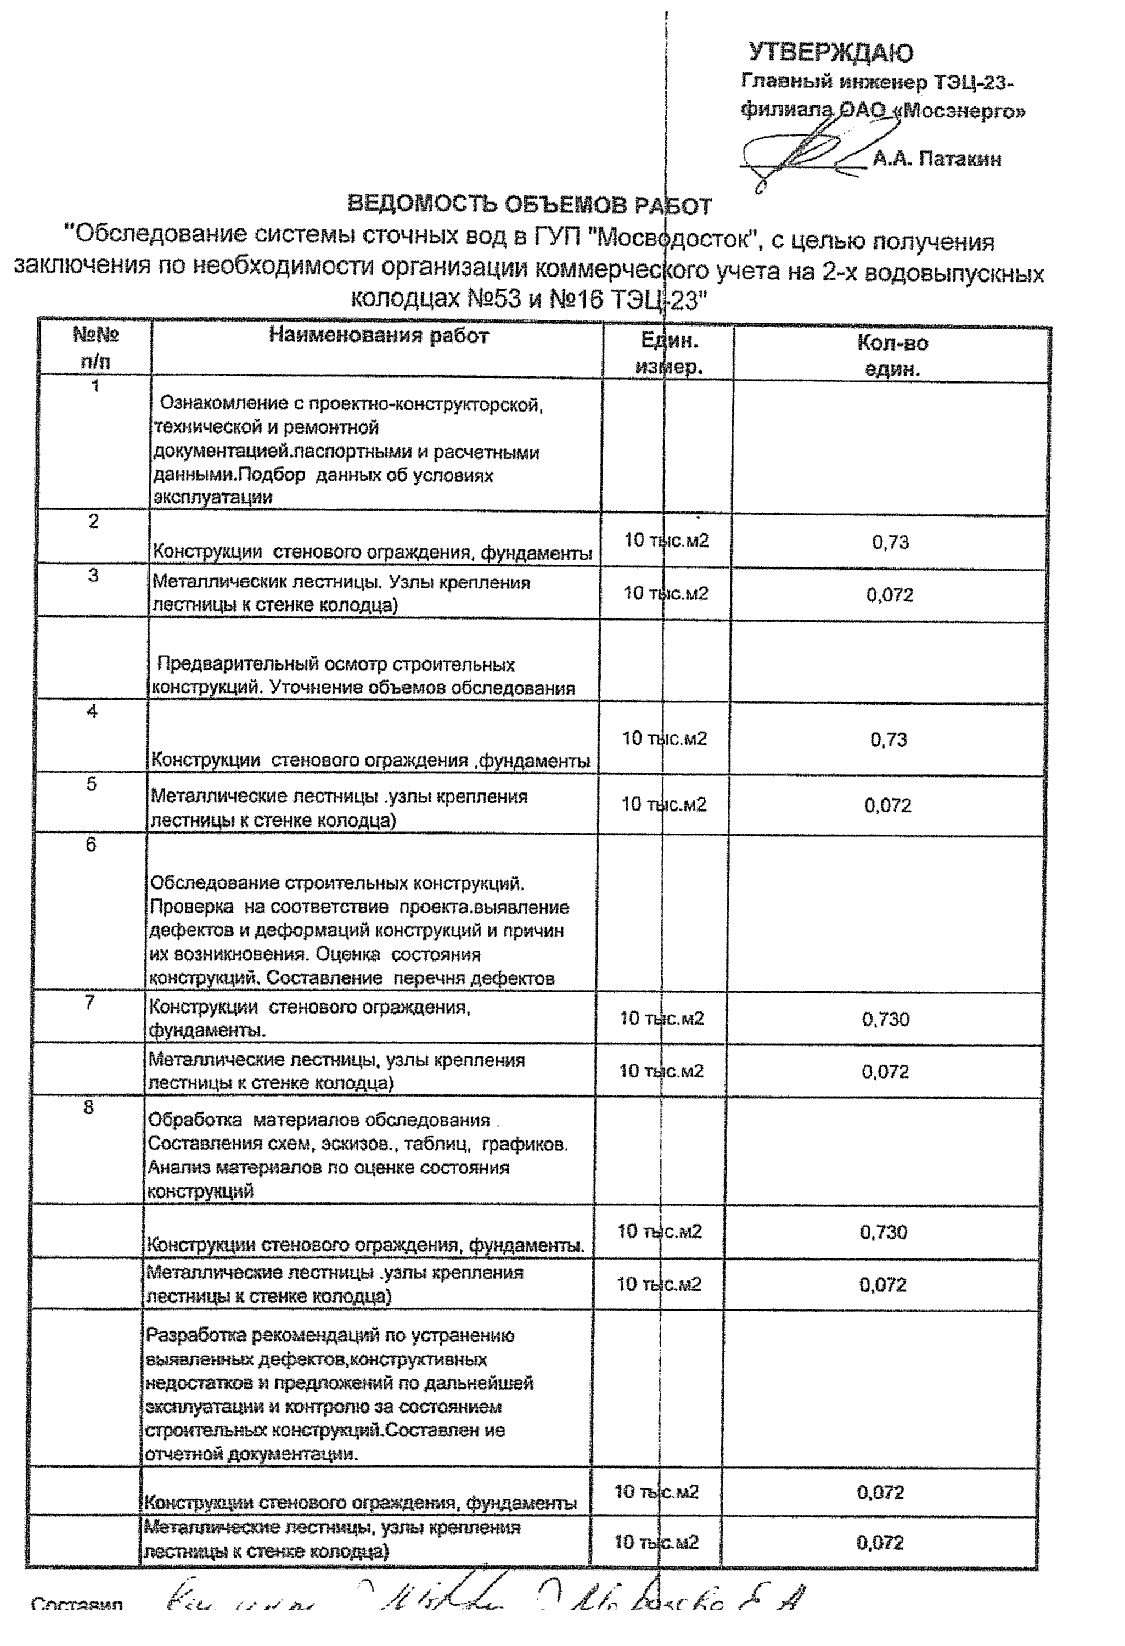 УТВЕРЖДАЮ
Главный инженер ТЭЦ-23-
филиала ОАО «Мосэнерго»
А.А. Патакин
ВЕДОМОСТЬ ОБЪЕМОВ РАБОТ
"Обследование системы сточных вод в ГУП "Мосводосток", с целью получения
заключения по необходимости организации коммерческого учета на 2-х водовыпускных
колодцах №53 и №16 ТЭЦ-23"
№№ Наименования работ Един. Кол-во
п/п измер. един.
1
Ознакомление с проектно-конструкторской,
технической и ремонтной
документацией.паспортными и расчетными
данными.Подбор данных об условиях
эксплуатации
2
Конструкции стенового ограждения, фундаменты 10 тыс.м2 0,73
3 Металлическик лестницы. Узлы крепления
лестницы к стенке колодца) 10 тыс.м2 0,072
Предварительный осмотр строительных
конструкций. Уточнение объемов обследования
4
Конструкции стенового ограждения ,фундаменты 10 тыс.м2 0,73
5
Металлические лестницы .узлы крепления
лестницы к стенке колодца) 10 тыс.м2 0,072
6
Обследование строительных конструкций.
Проверка на соответствие проекта.выявление
дефектов и деформаций конструкций и причин
их возникновения. Оценка состояния
конструкций. Составление перечня дефектов
7 Конструкции стенового ограждения,
фундаменты. 10 тыс.м2 0,730
Металлические лестницы, узлы крепления
лестницы к стенке колодца) 10 тыс.м2 0,072
8
Обработка материалов обследования .
Составления схем, эскизов., таблиц, графиков.
Анализ материалов по оценке состояния
конструкций
Конструкции стенового ограждения, фундаменты. 10 тыс.м2 0,730
Металлические лестницы .узлы крепления
лестницы к стенке колодца) 10 тыс.м2 0,072
Разработка рекомендаций по устранению
выявленных дефектов,конструктивных
недостатков и предложений по дальнейшей
эксплуатации и контролю за состоянием
строительных конструкций.Составлен ие
отчетной документации.
Конструкции стенового ограждения, фундаменты 10 тыс.м2 0,072
Металлические лестницы, узлы крепления
лестницы к стенке колодца) 10 тыс.м2 0,072
Составил